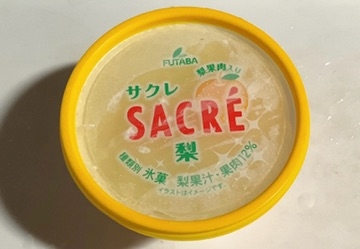 FUTABA
梨果肉入り
サクレ
SACRÉ
梨
種類別 氷菓 梨果汁・果肉12%
イラストはイメージです。